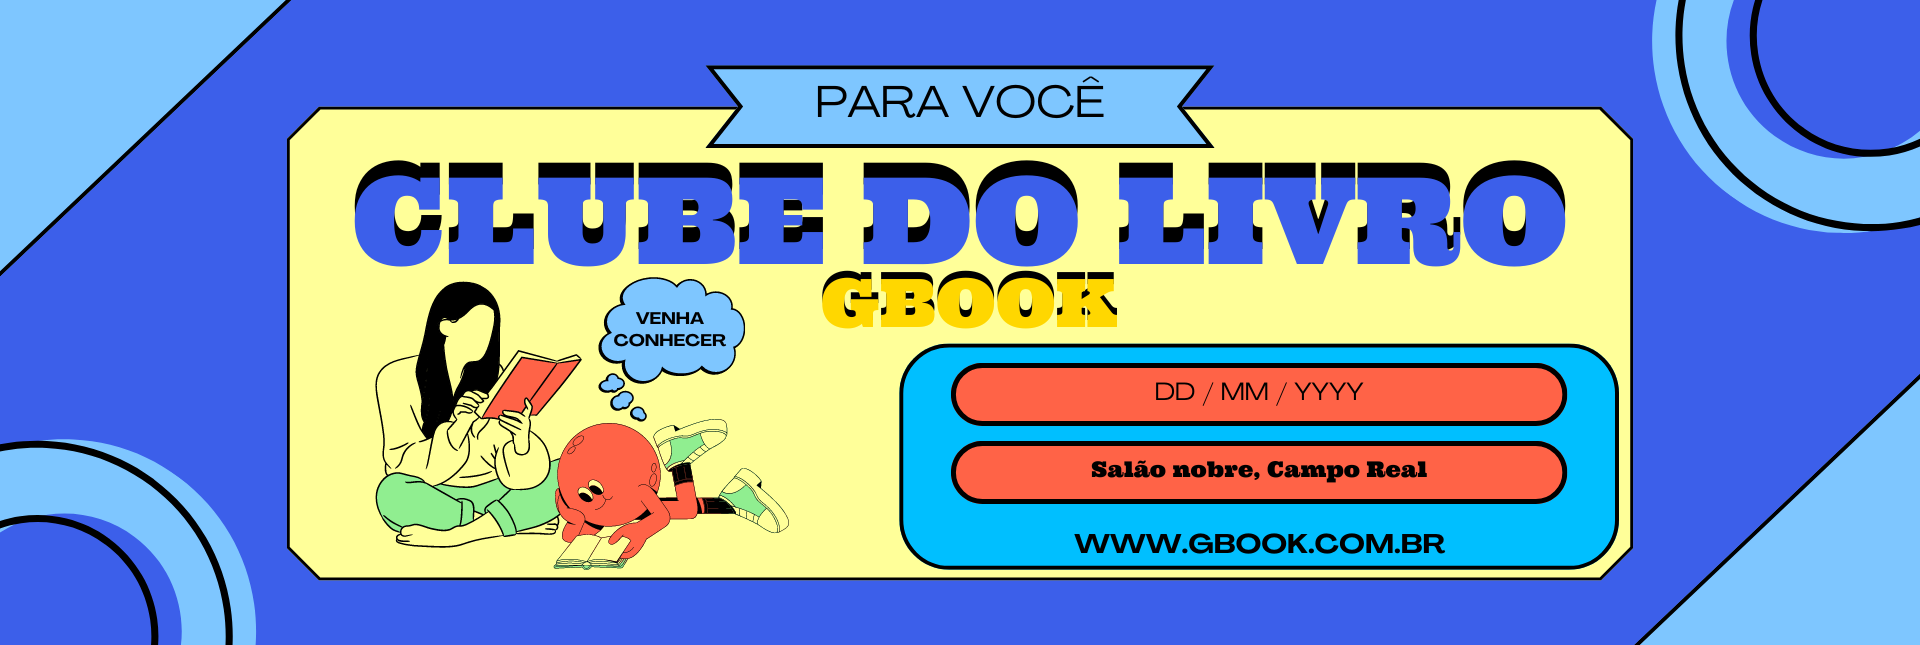 PARA VOCÊ
CLUBE DO LIVRO
GBOOK
VENHA
CONHECER
DD / MM / YYYY
Salão nobre, Campo Real
WWW.GBOOK.COM.BR